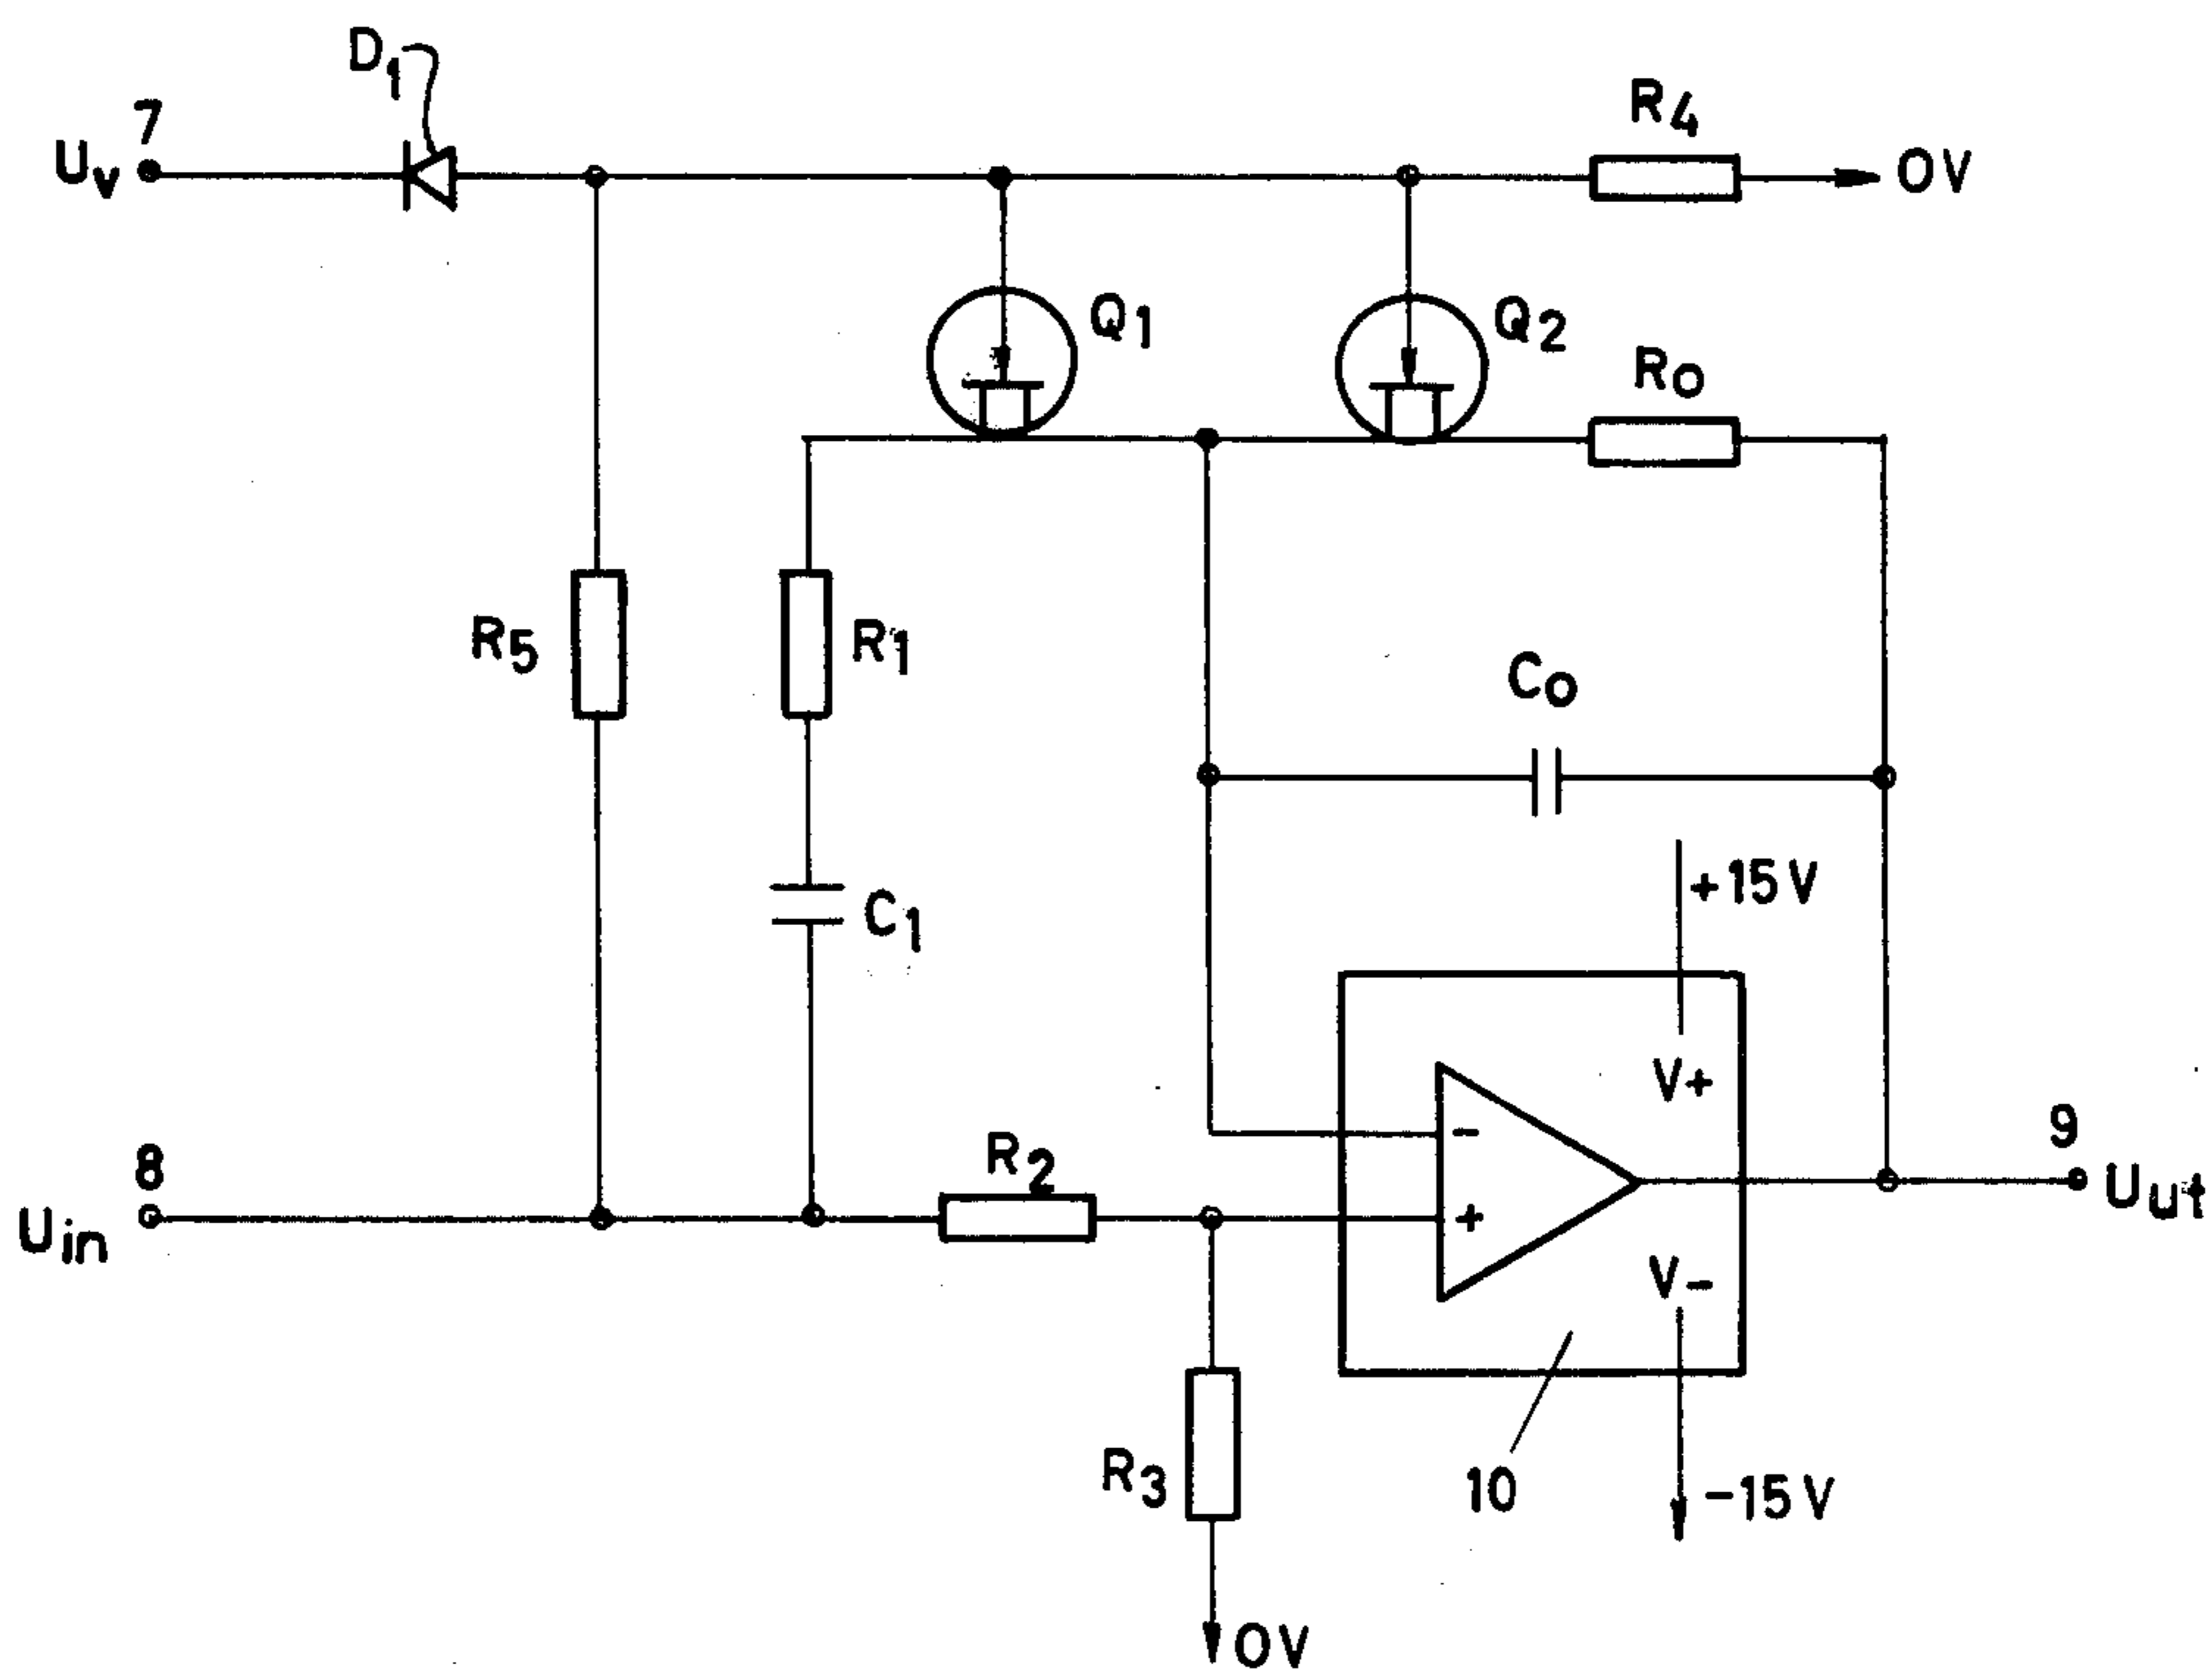 D1
7
Uv
R4
0V
Q1
Q2
R0
R5
R1
C0
C1
+15V
V+
8
Uin
R2
-
+
9
Uut
V-
R3
10
-15V
0V